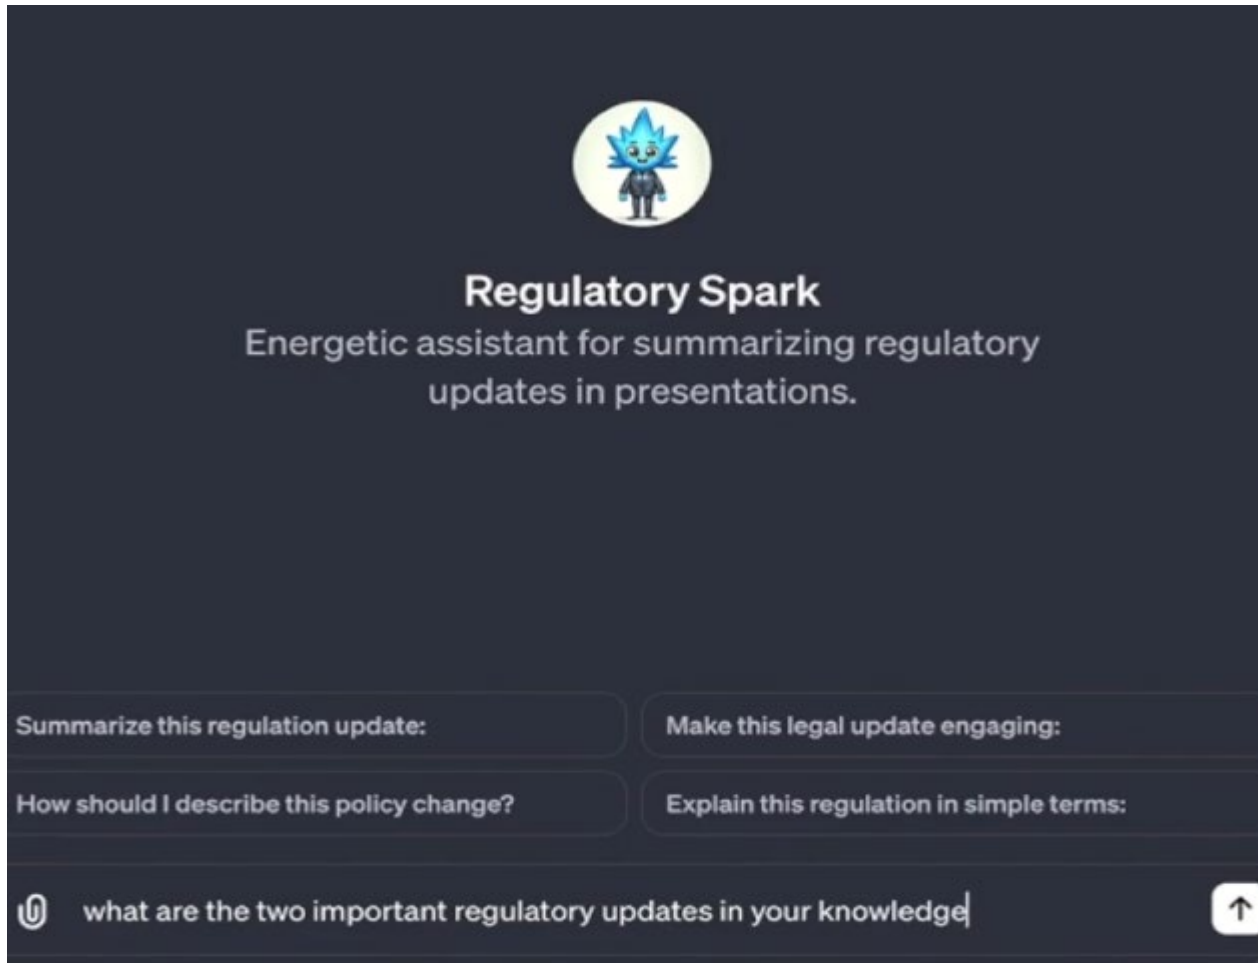 Regulatory Spark
Energetic assistant for summarizing regulatory
updates in presentations.
Summarize this regulation update:
Make this legal update engaging:
How should I describe this policy change?
Explain this regulation in simple terms:
what are the two important regulatory updates in your knowledge